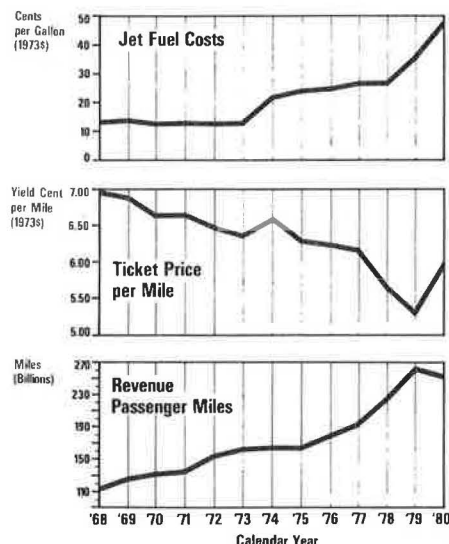 Cents
per Gallon
(1973$)
50
40
30
20
10
0
Jet Fuel Costs
Yield Cent
per Mile
(1973$)
7.00
6.50
6.00
5.50
5.00
Ticket Price
per Mile
Miles
(Billions)
270
230
190
150
110
Revenue
Passenger Miles
'68 '69 '70 '71 '72 '73 '74 '75 '76 '77 '78 '79 '80
Calendar Year